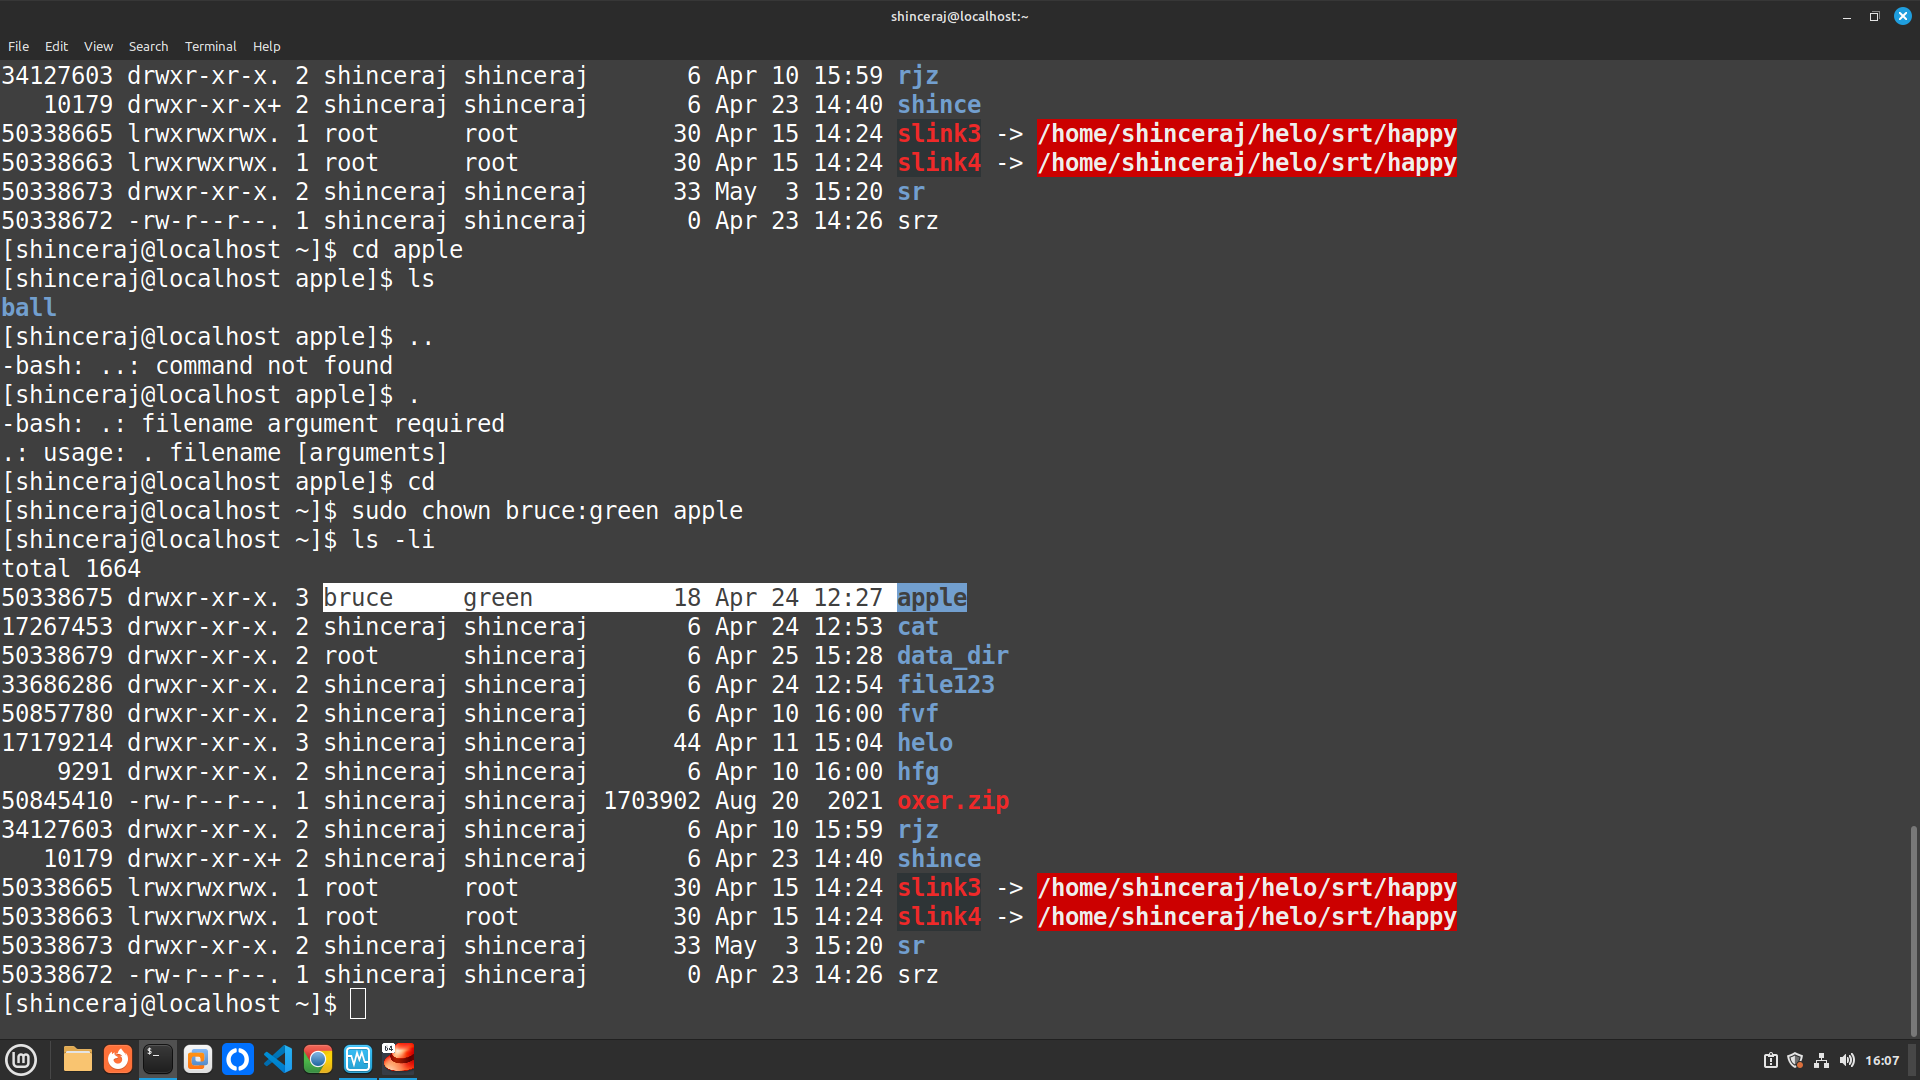 shinceraj@localhost:~
File Edit View Search Terminal Help
34127603 drwxr-xr-x. 2 shinceraj shinceraj       6 Apr 10 15:59 rjz
   10179 drwxr-xr-x+ 2 shinceraj shinceraj       6 Apr 23 14:40 shince
50338665 lrwxrwxrwx. 1 root      root           30 Apr 15 14:24 slink3 -> /home/shinceraj/helo/srt/happy
50338663 lrwxrwxrwx. 1 root      root           30 Apr 15 14:24 slink4 -> /home/shinceraj/helo/srt/happy
50338673 drwxr-xr-x. 2 shinceraj shinceraj      33 May  3 15:20 sr
50338672 -rw-r--r--. 1 shinceraj shinceraj       0 Apr 23 14:26 srz
[shinceraj@localhost ~]$ cd apple
[shinceraj@localhost apple]$ ls
ball
[shinceraj@localhost apple]$ ..
-bash: ..: command not found
[shinceraj@localhost apple]$ .
-bash: .: filename argument required
.: usage: . filename [arguments]
[shinceraj@localhost apple]$ cd
[shinceraj@localhost ~]$ sudo chown bruce:green apple
[shinceraj@localhost ~]$ ls -li
total 1664
50338675 drwxr-xr-x. 3 bruce     green          18 Apr 24 12:27 apple
17267453 drwxr-xr-x. 2 shinceraj shinceraj       6 Apr 24 12:53 cat
50338679 drwxr-xr-x. 2 root      shinceraj       6 Apr 25 15:28 data_dir
33686286 drwxr-xr-x. 2 shinceraj shinceraj       6 Apr 24 12:54 file123
50857780 drwxr-xr-x. 2 shinceraj shinceraj       6 Apr 10 16:00 fvf
17179214 drwxr-xr-x. 3 shinceraj shinceraj      44 Apr 11 15:04 helo
    9291 drwxr-xr-x. 2 shinceraj shinceraj       6 Apr 10 16:00 hfg
50845410 -rw-r--r--. 1 shinceraj shinceraj 1703902 Aug 20  2021 oxer.zip
34127603 drwxr-xr-x. 2 shinceraj shinceraj       6 Apr 10 15:59 rjz
   10179 drwxr-xr-x+ 2 shinceraj shinceraj       6 Apr 23 14:40 shince
50338665 lrwxrwxrwx. 1 root      root           30 Apr 15 14:24 slink3 -> /home/shinceraj/helo/srt/happy
50338663 lrwxrwxrwx. 1 root      root           30 Apr 15 14:24 slink4 -> /home/shinceraj/helo/srt/happy
50338673 drwxr-xr-x. 2 shinceraj shinceraj      33 May  3 15:20 sr
50338672 -rw-r--r--. 1 shinceraj shinceraj       0 Apr 23 14:26 srz
[shinceraj@localhost ~]$
64
$_
16:07